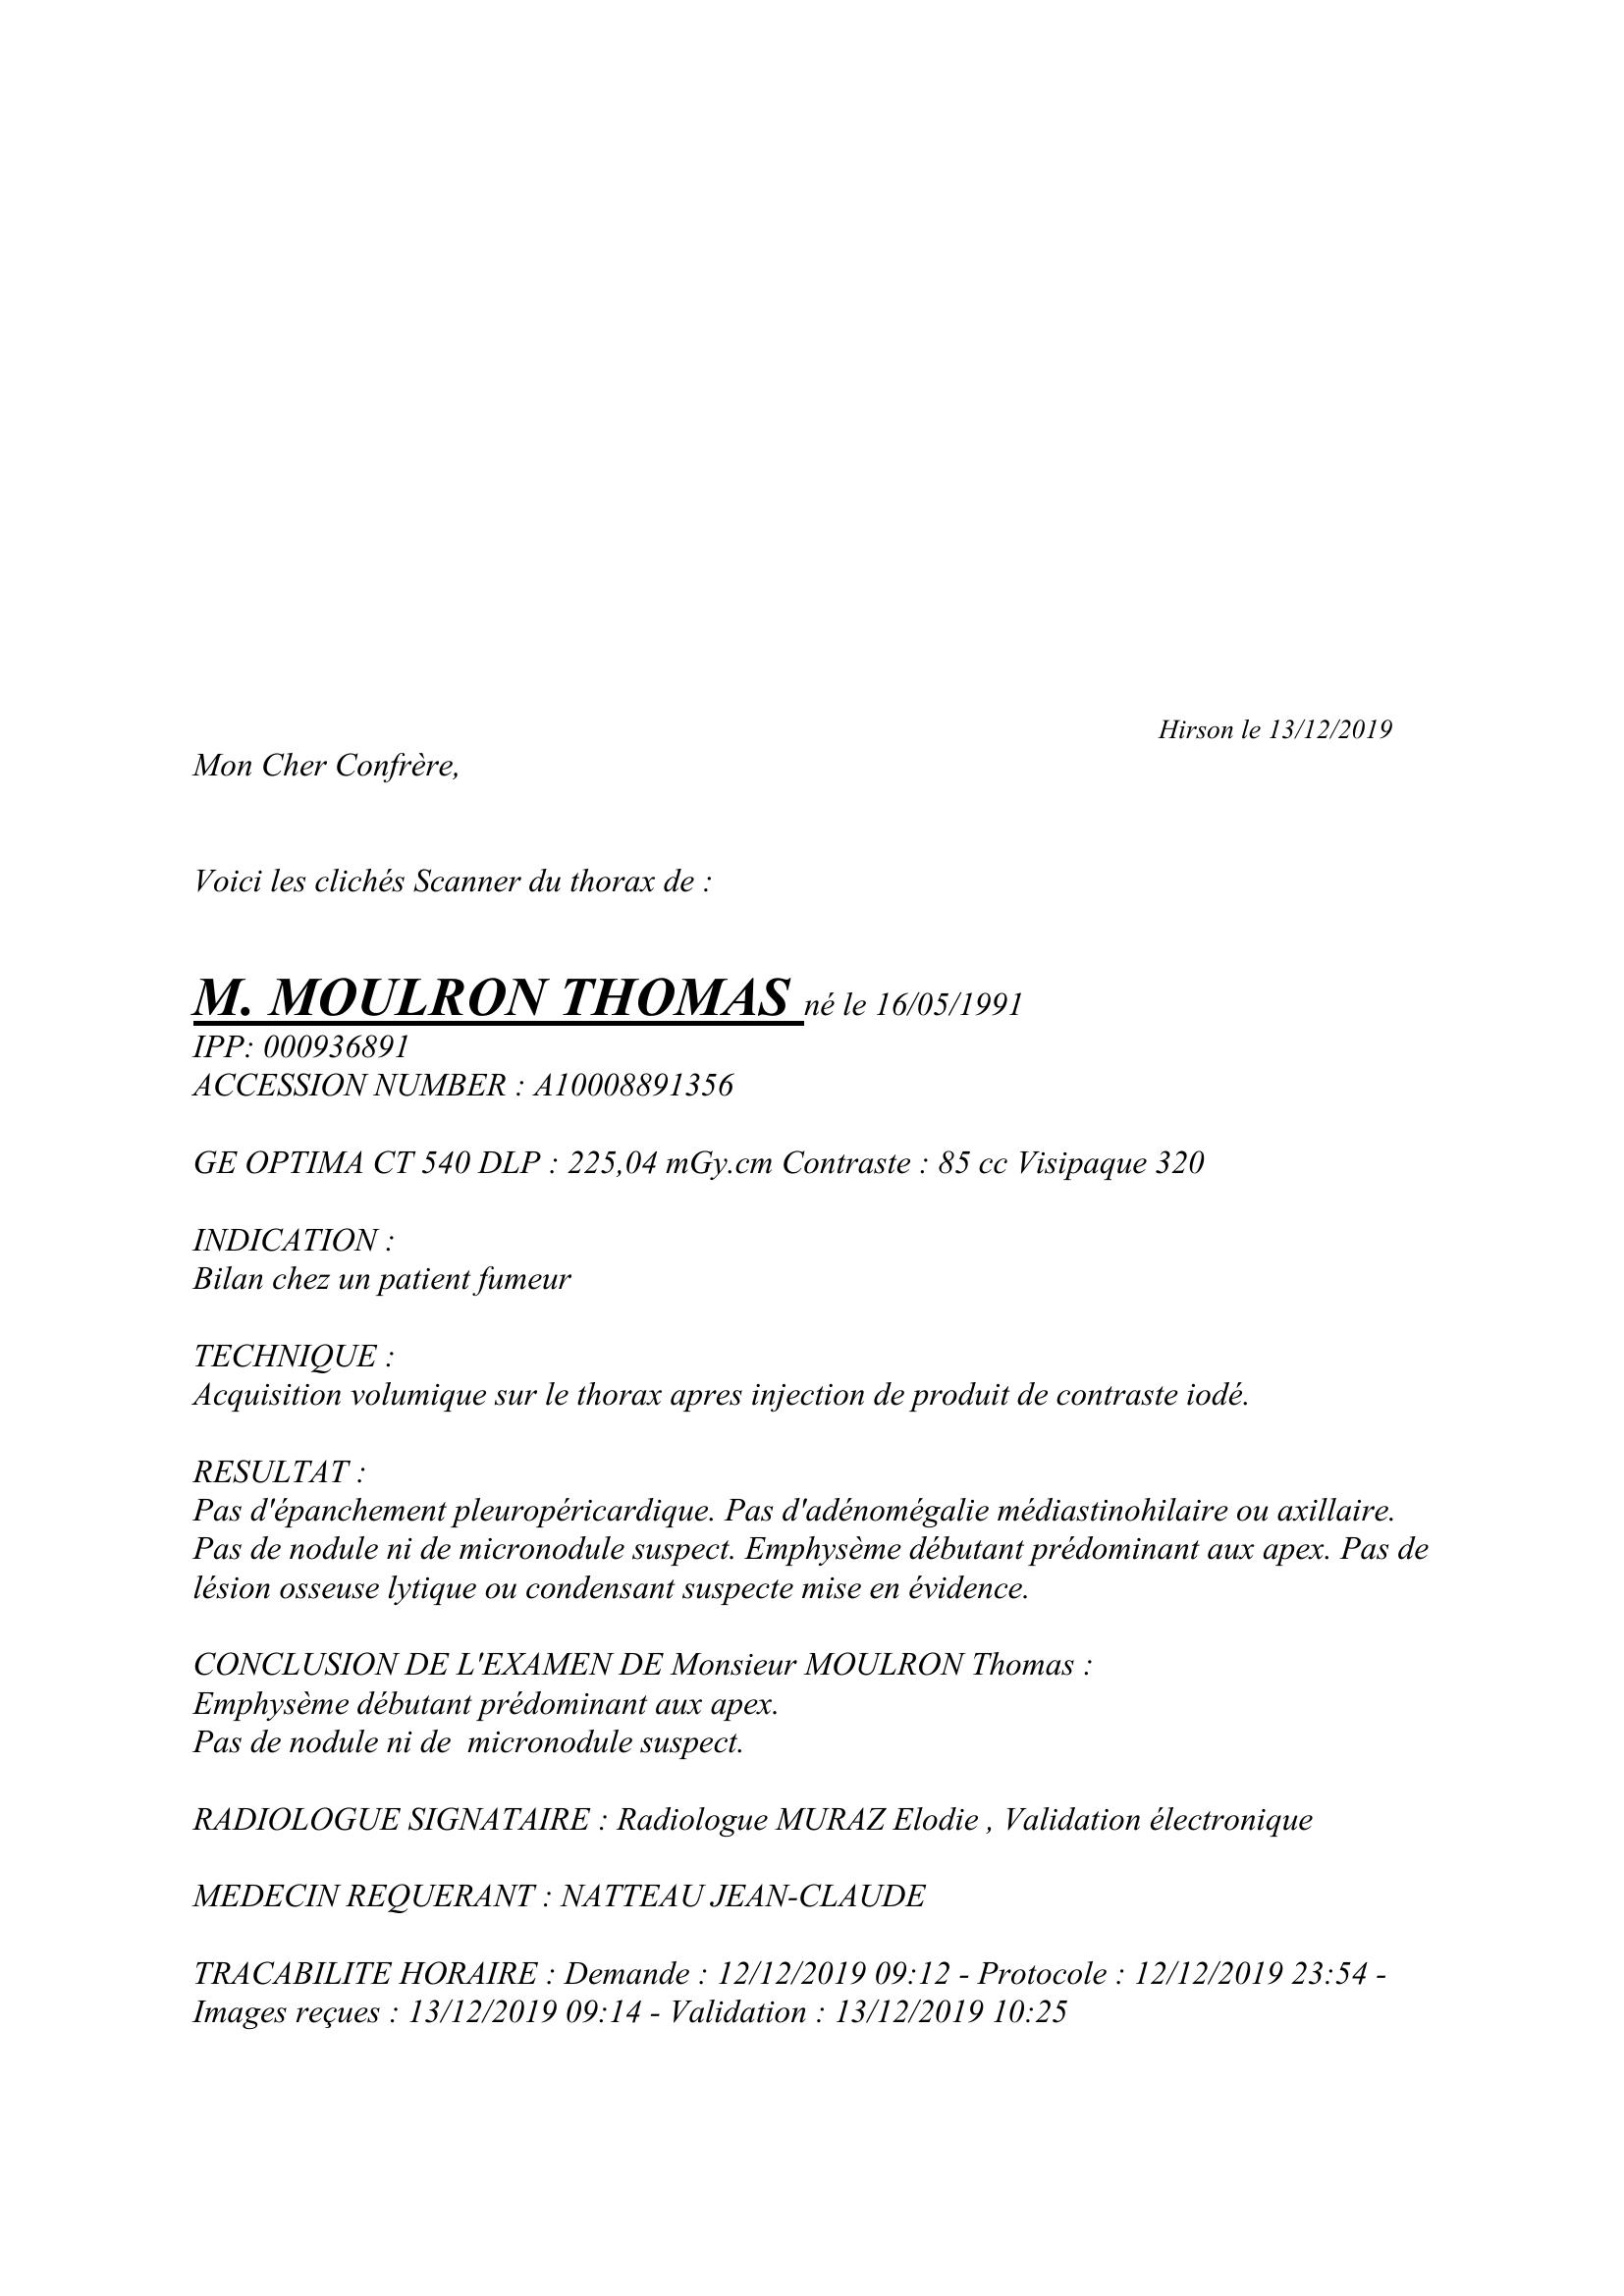 Hirson le 13/12/2019
Mon Cher Confrère,
Voici les clichés Scanner du thorax de :
M. MOULRON THOMAS né le 16/05/1991
IPP: 000936891
ACCESSION NUMBER : A10008891356
GE OPTIMA CT 540 DLP : 225,04 mGy.cm Contraste : 85 cc Visipaque 320
INDICATION :
Bilan chez un patient fumeur
TECHNIQUE :
Acquisition volumique sur le thorax apres injection de produit de contraste iodé.
RESULTAT :
Pas d'épanchement pleuropéricardique. Pas d'adénomégalie médiastinohilaire ou axillaire.
Pas de nodule ni de micronodule suspect. Emphysème débutant prédominant aux apex. Pas de
lésion osseuse lytique ou condensant suspecte mise en évidence.
CONCLUSION DE L'EXAMEN DE Monsieur MOULRON Thomas :
Emphysème débutant prédominant aux apex.
Pas de nodule ni de  micronodule suspect.
RADIOLOGUE SIGNATAIRE : Radiologue MURAZ Elodie , Validation électronique
MEDECIN REQUERANT : NATTEAU JEAN-CLAUDE
TRACABILITE HORAIRE : Demande : 12/12/2019 09:12 - Protocole : 12/12/2019 23:54 -
Images reçues : 13/12/2019 09:14 - Validation : 13/12/2019 10:25